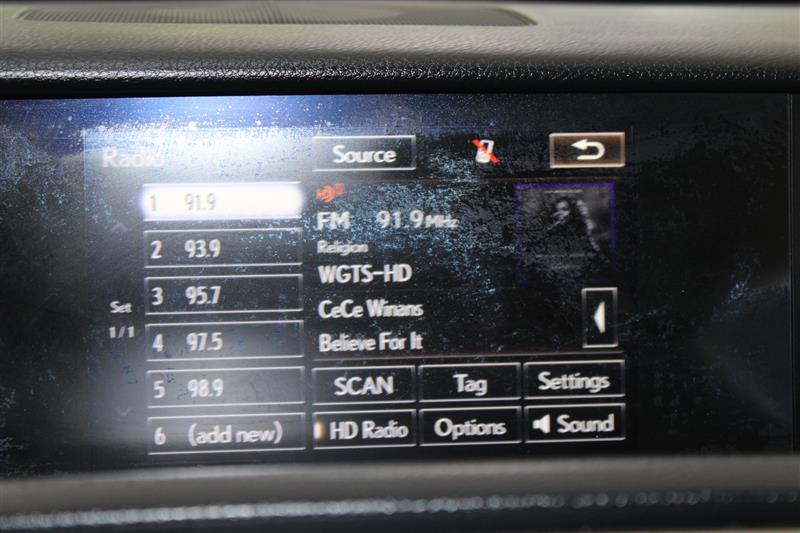 Radio
Source
1 91.9
2 93.9
3 95.7
4 97.5
5 98.9
6 (add new)
Set
1/1
FM 91.9 MHz
Religion
WGTS-HD
CeCe Winans
Believe For It
SCAN
Tag
Settings
HD Radio
Options
Sound